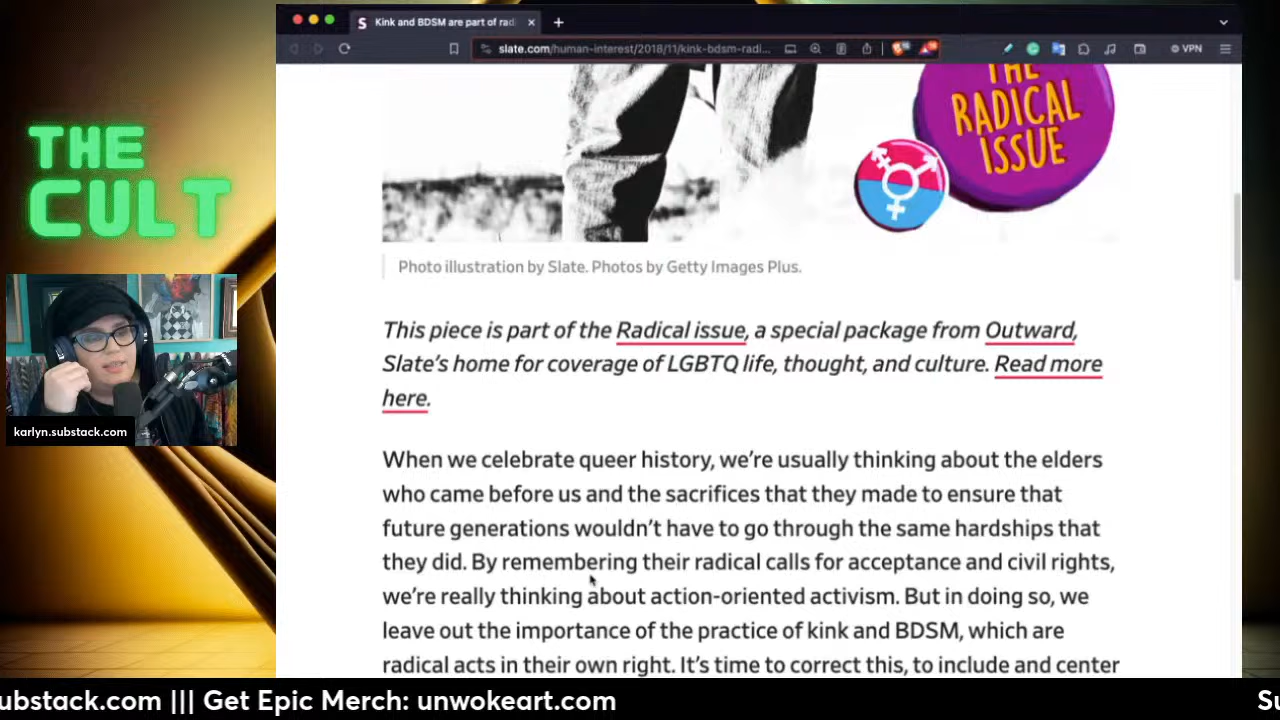 Kink and BDSM are part of rad
slate.com/human-interest/2018/11/kink-bdsm-radi...
VPN
THE
CULT
THE
RADICAL
ISSUE
Photo illustration by Slate. Photos by Getty Images Plus.
This piece is part of the Radical issue, a special package from Outward,
Slate's home for coverage of LGBTQ life, thought, and culture. Read more
here.
karlyn.substack.com
When we celebrate queer history, we're usually thinking about the elders
who came before us and the sacrifices that they made to ensure that
future generations wouldn't have to go through the same hardships that
they did. By remembering their radical calls for acceptance and civil rights,
we're really thinking about action-oriented activism. But in doing so, we
leave out the importance of the practice of kink and BDSM, which are
radical acts in their own right. It's time to correct this, to include and center
ubstack.com ||| Get Epic Merch: unwokeart.com
Su